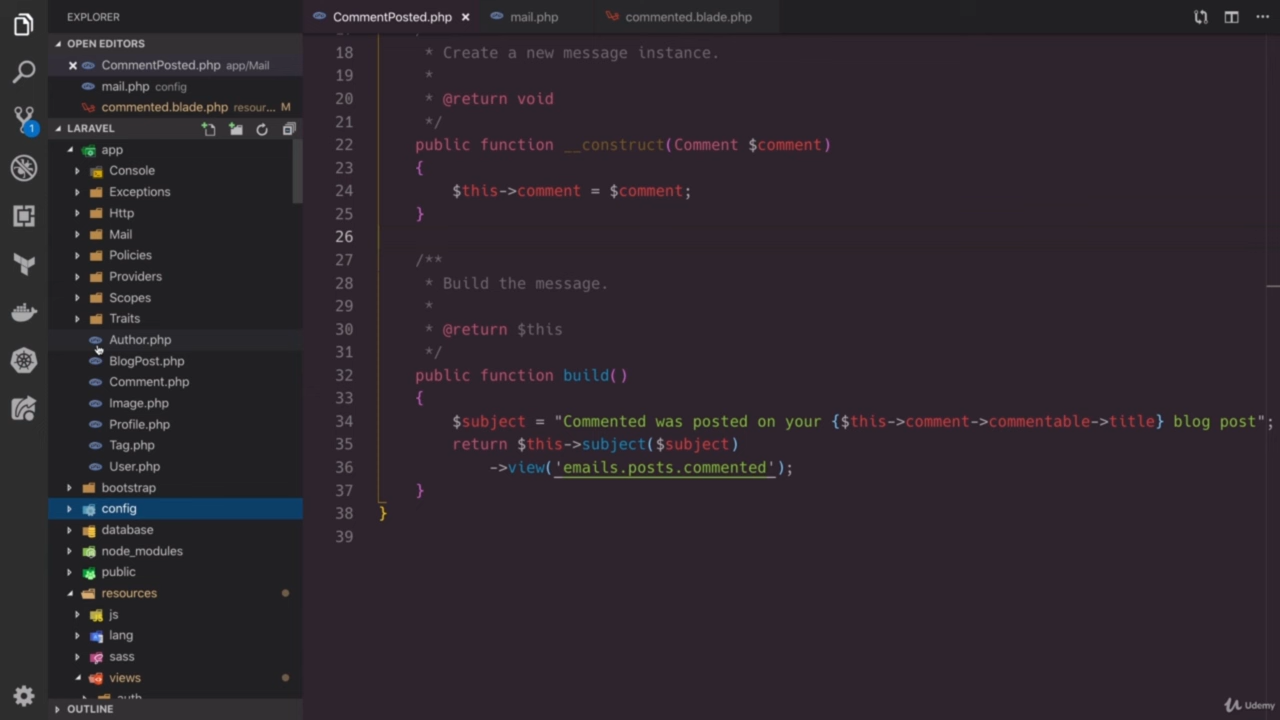 EXPLORER
OPEN EDITORS
CommentPosted.php app/Mail
mail.php config
commented.blade.php resour... M
LARAVEL
app
Console
Exceptions
Http
Mail
Policies
Providers
Scopes
Traits
Author.php
BlogPost.php
Comment.php
Image.php
Profile.php
Tag.php
User.php
bootstrap
config
database
node_modules
public
resources
js
lang
sass
views
auth
OUTLINE
1
CommentPosted.php
mail.php
commented.blade.php
18 * Create a new message instance.
19 *
20 * @return void
21 */
22 public function __construct(Comment $comment)
23 {
24 $this->comment = $comment;
25 }
26
27 /**
28 * Build the message.
29 *
30 * @return $this
31 */
32 public function build()
33 {
34 $subject = "Commented was posted on your {$this->comment->commentable->title} blog post";
35 return $this->subject($subject)
36 ->view('emails.posts.commented');
37 }
38 }
39
Udemy